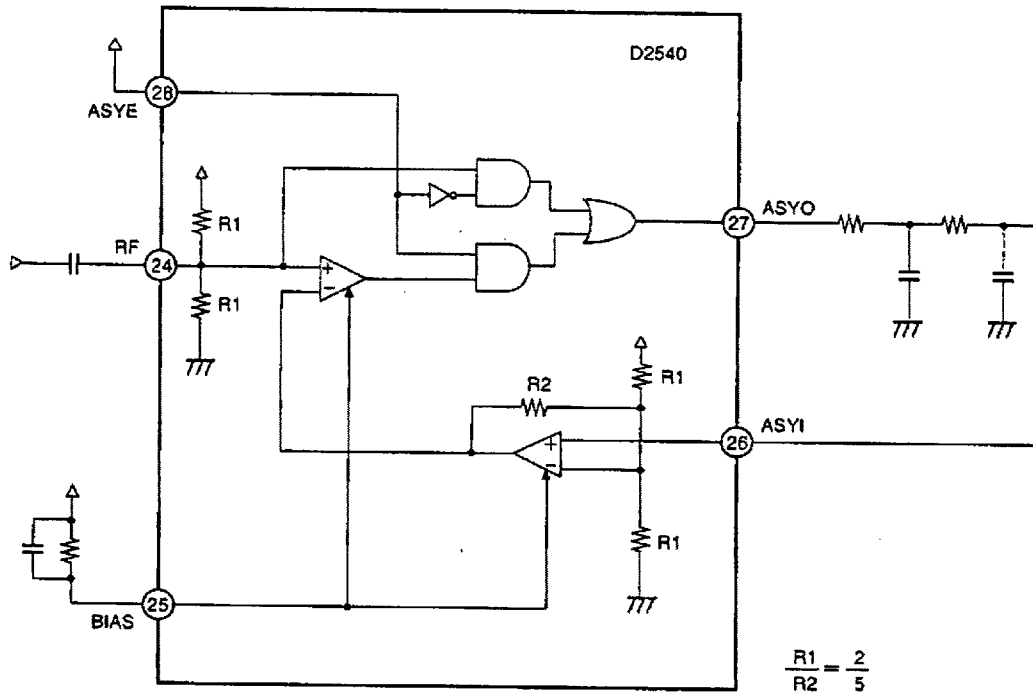 D2540
28
ASYE
R1
RF
24
R1
+
−
27
ASYO
R2
R1
+
−
26
ASYI
R1
25
BIAS
R1/R2 = 2/5